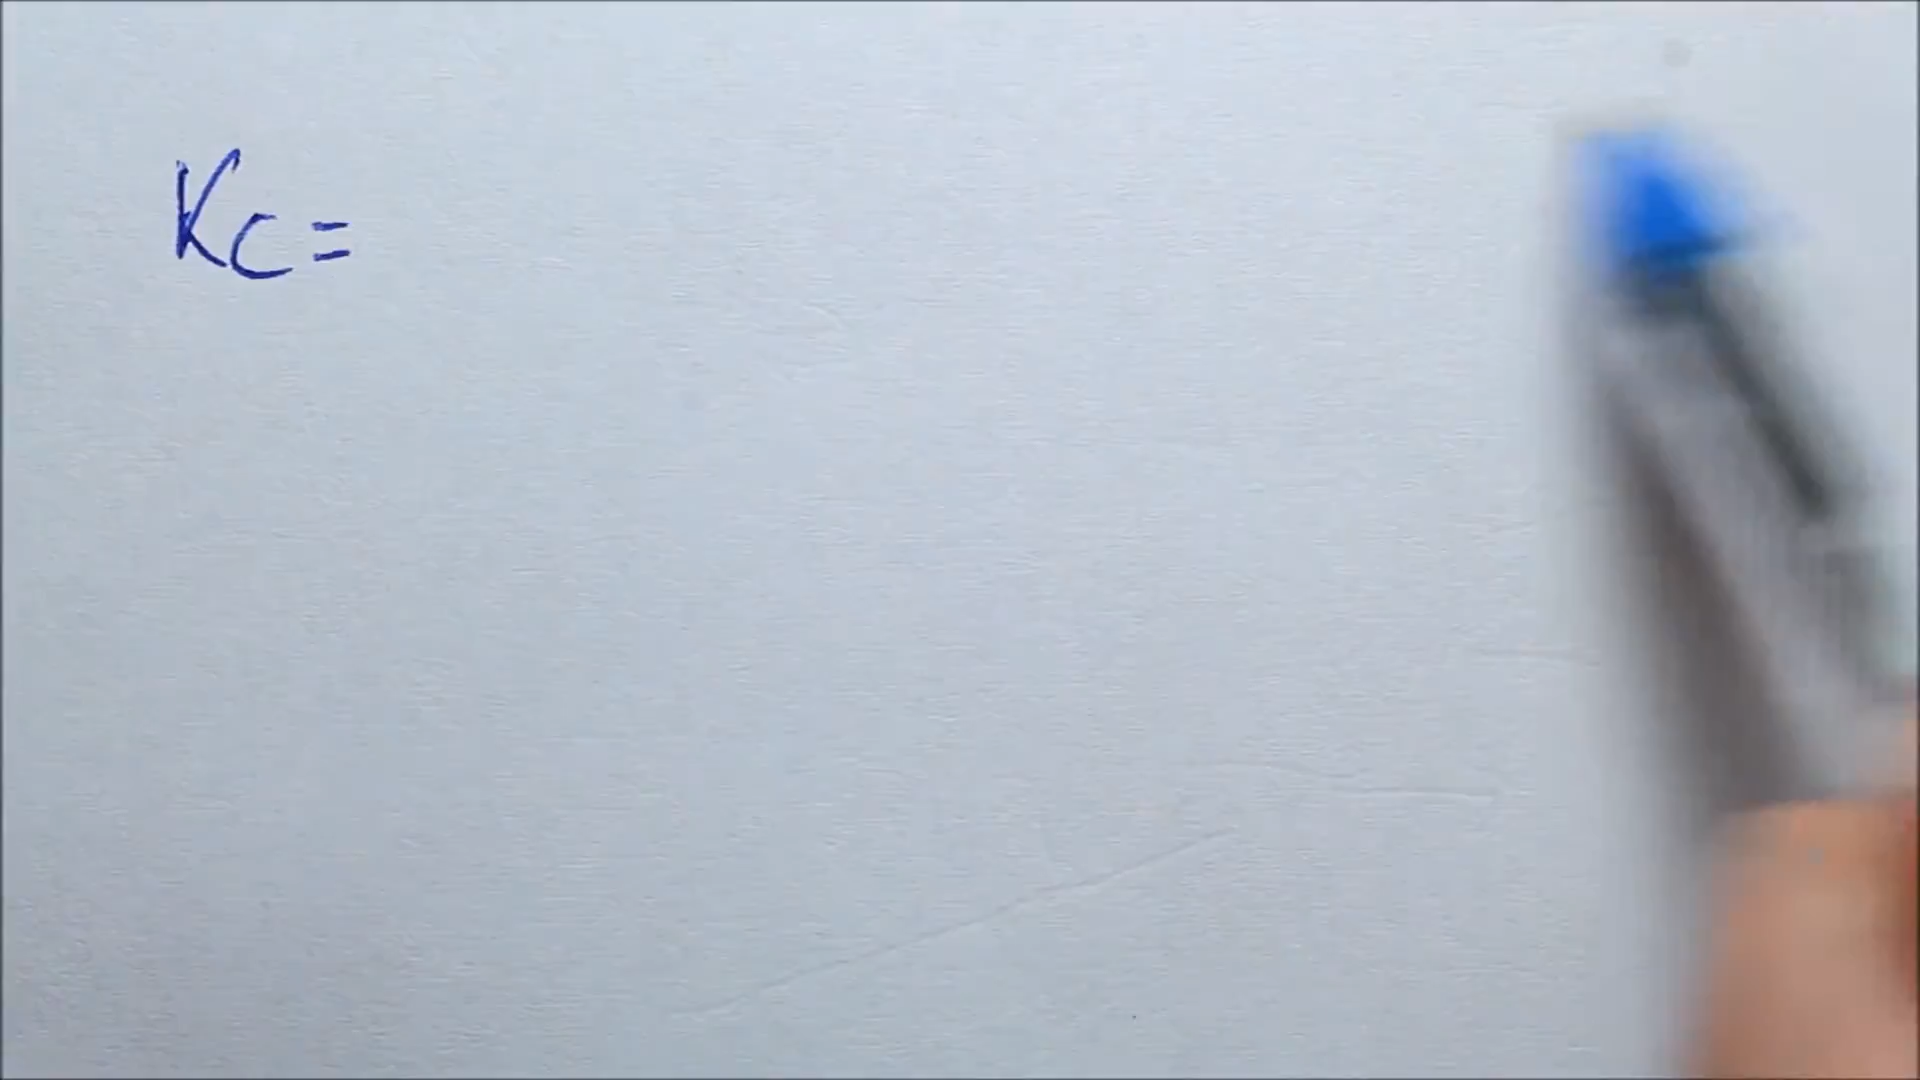 Kc =